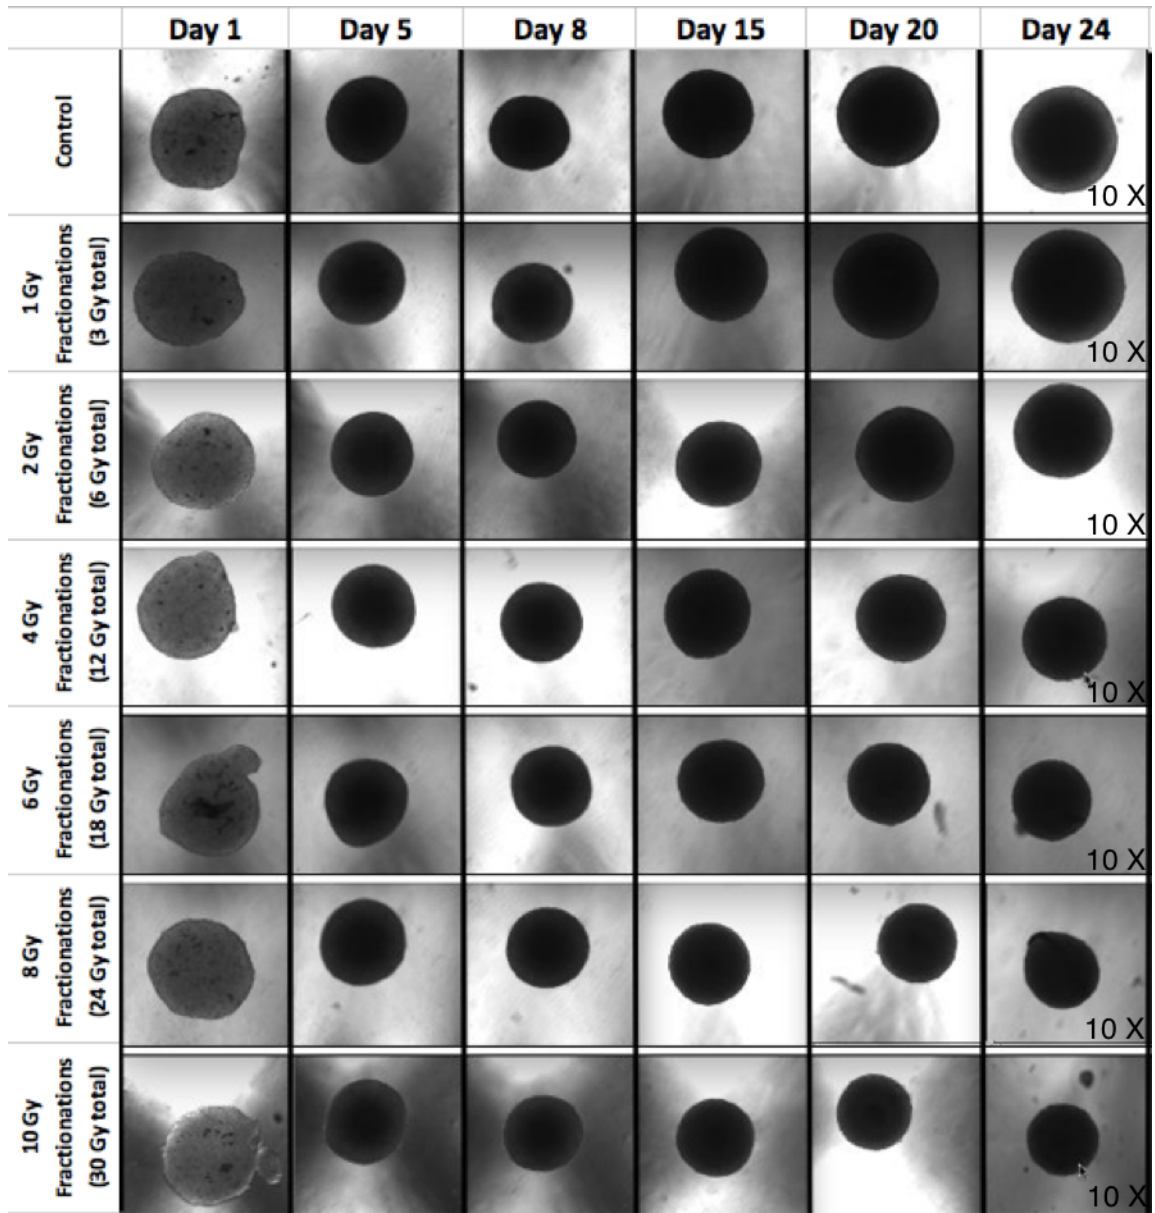 Day 1 Day 5 Day 8 Day 15 Day 20 Day 24
Control
10 X
1 Gy
Fractionations
(3 Gy total)
10 X
2 Gy
Fractionations
(6 Gy total)
10 X
4 Gy
Fractionations
(12 Gy total)
10 X
6 Gy
Fractionations
(18 Gy total)
10 X
8 Gy
Fractionations
(24 Gy total)
10 X
10 Gy
Fractionations
(30 Gy total)
10 X